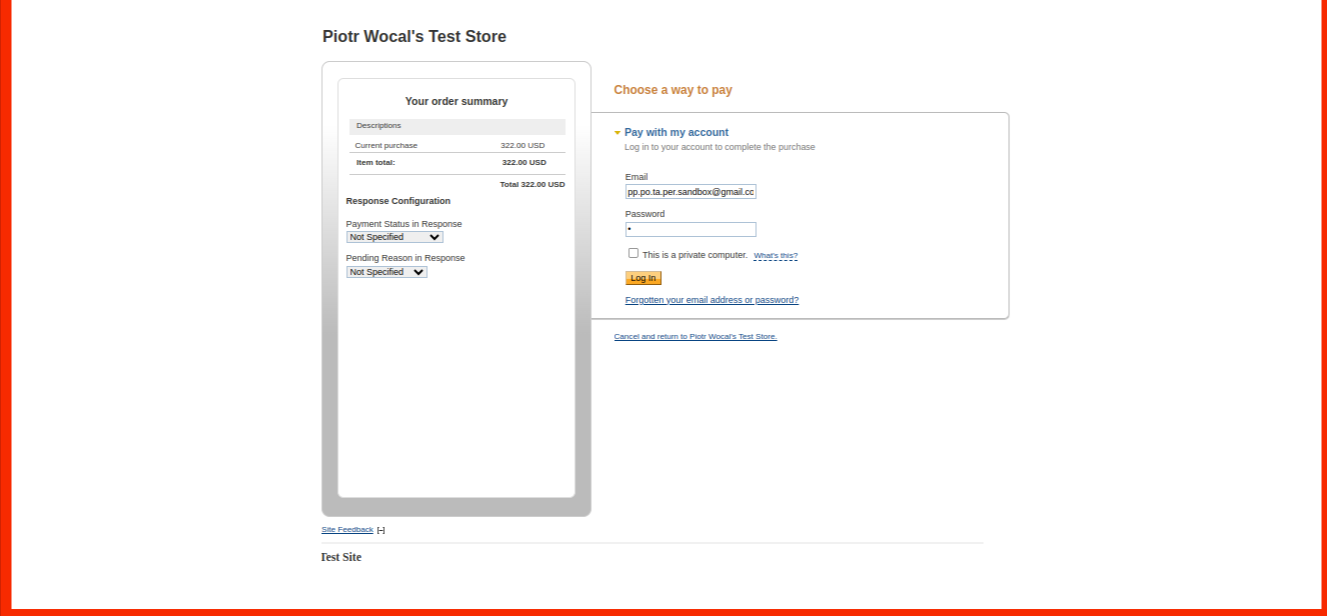 Piotr Wocal's Test Store
Your order summary
Descriptions
Current purchase 322.00 USD
Item total: 322.00 USD
Total 322.00 USD
Response Configuration
Payment Status in Response
Not Specified
Pending Reason in Response
Not Specified
Choose a way to pay
Pay with my account
Log in to your account to complete the purchase
Email
pp.po.ta.per.sandbox@gmail.cc
Password
•
This is a private computer. What's this?
Log In
Forgotten your email address or password?
Cancel and return to Piotr Wocal's Test Store.
Site Feedback [-]
Test Site